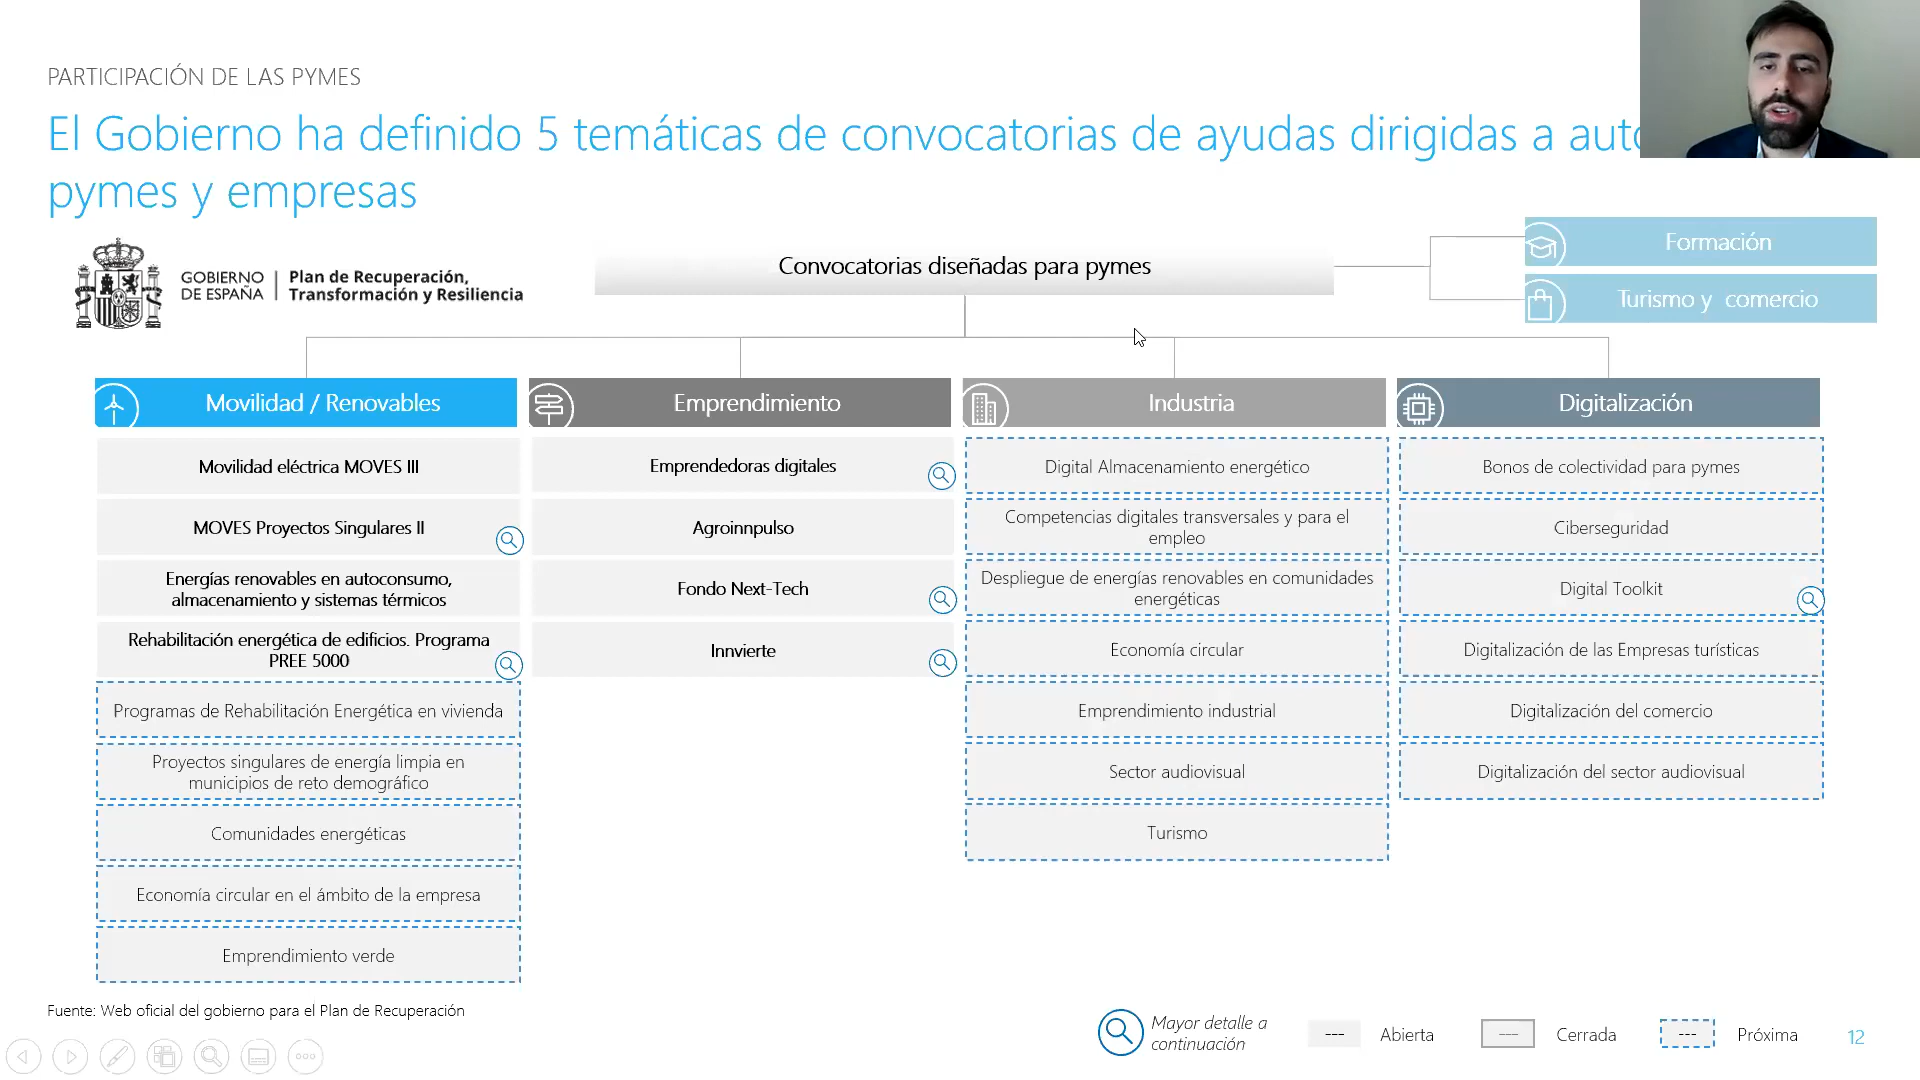 PARTICIPACIÓN DE LAS PYMES
El Gobierno ha definido 5 temáticas de convocatorias de ayudas dirigidas a
pymes y empresas
GOBIERNO
DE ESPAÑA
Plan de Recuperación,
Transformación y Resiliencia
Convocatorias diseñadas para pymes
Formación
Turismo y comercio
Movilidad / Renovables
Movilidad eléctrica MOVES III
MOVES Proyectos Singulares II
Energías renovables en autoconsumo,
almacenamiento y sistemas térmicos
Rehabilitación energética de edificios. Programa
PREE 5000
Programas de Rehabilitación Energética en vivienda
Proyectos singulares de energía limpia en
municipios de reto demográfico
Comunidades energéticas
Economía circular en el ámbito de la empresa
Emprendimiento verde
Emprendimiento
Emprendedoras digitales
Agroinnpulso
Fondo Next-Tech
Innvierte
Industria
Digital Almacenamiento energético
Competencias digitales transversales y para el
empleo
Despliegue de energías renovables en comunidades
energéticas
Economía circular
Emprendimiento industrial
Sector audiovisual
Turismo
Digitalización
Bonos de colectividad para pymes
Ciberseguridad
Digital Toolkit
Digitalización de las Empresas turísticas
Digitalización del comercio
Digitalización del sector audiovisual
Fuente: Web oficial del gobierno para el Plan de Recuperación
Mayor detalle a
continuación
--- Abierta
--- Cerrada
--- Próxima
12